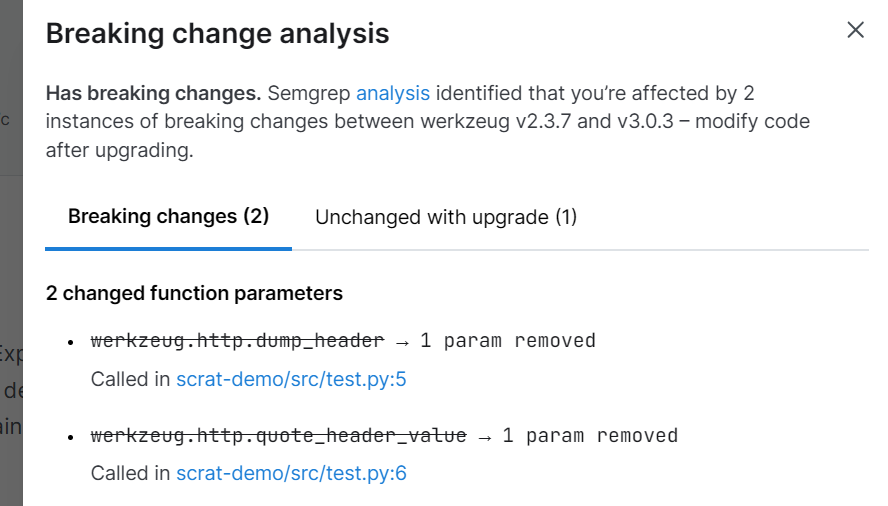 Breaking change analysis
Has breaking changes. Semgrep analysis identified that you’re affected by 2
instances of breaking changes between werkzeug v2.3.7 and v3.0.3 – modify code
after upgrading.
Breaking changes (2)
Unchanged with upgrade (1)
2 changed function parameters
• werkzeug.http.dump_header → 1 param removed
Called in scrat-demo/src/test.py:5
• werkzeug.http.quote_header_value → 1 param removed
Called in scrat-demo/src/test.py:6